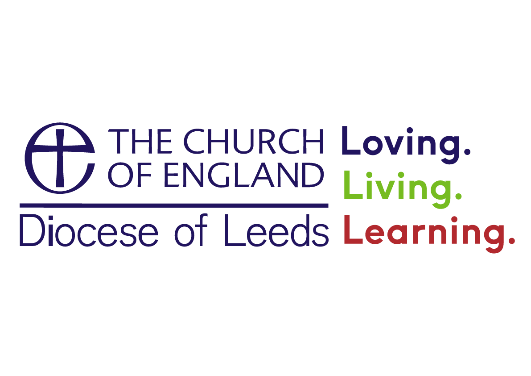 THE CHURCH
OF ENGLAND
Diocese of Leeds
Loving.
Living.
Learning.